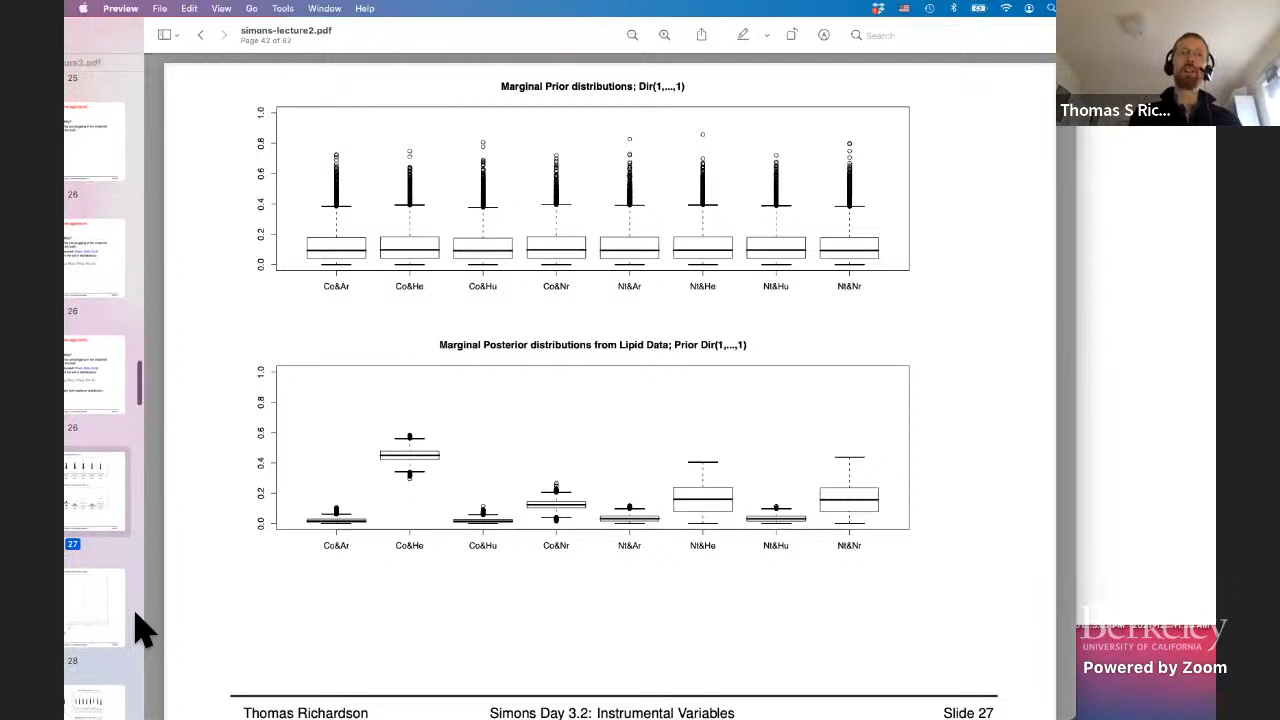 Preview File Edit View Go Tools Window Help
simons-lecture2.pdf
Page 42 of 62
Search
ure2.pdf
25
26
26
26
27
28
Marginal Prior distributions; Dir(1,...,1)
1.0
0.8
0.6
0.4
0.2
0.0
Co&Ar Co&He Co&Hu Co&Nr Nt&Ar Nt&He Nt&Hu Nt&Nr
Marginal Posterior distributions from Lipid Data; Prior Dir(1,...,1)
1.0
0.8
0.6
0.4
0.2
0.0
Co&Ar Co&He Co&Hu Co&Nr Nt&Ar Nt&He Nt&Hu Nt&Nr
Thomas Richardson Simons Day 3.2: Instrumental Variables Slide 27
Thomas S Ric...
Berkeley
UNIVERSITY OF CALIFORNIA
Powered by Zoom